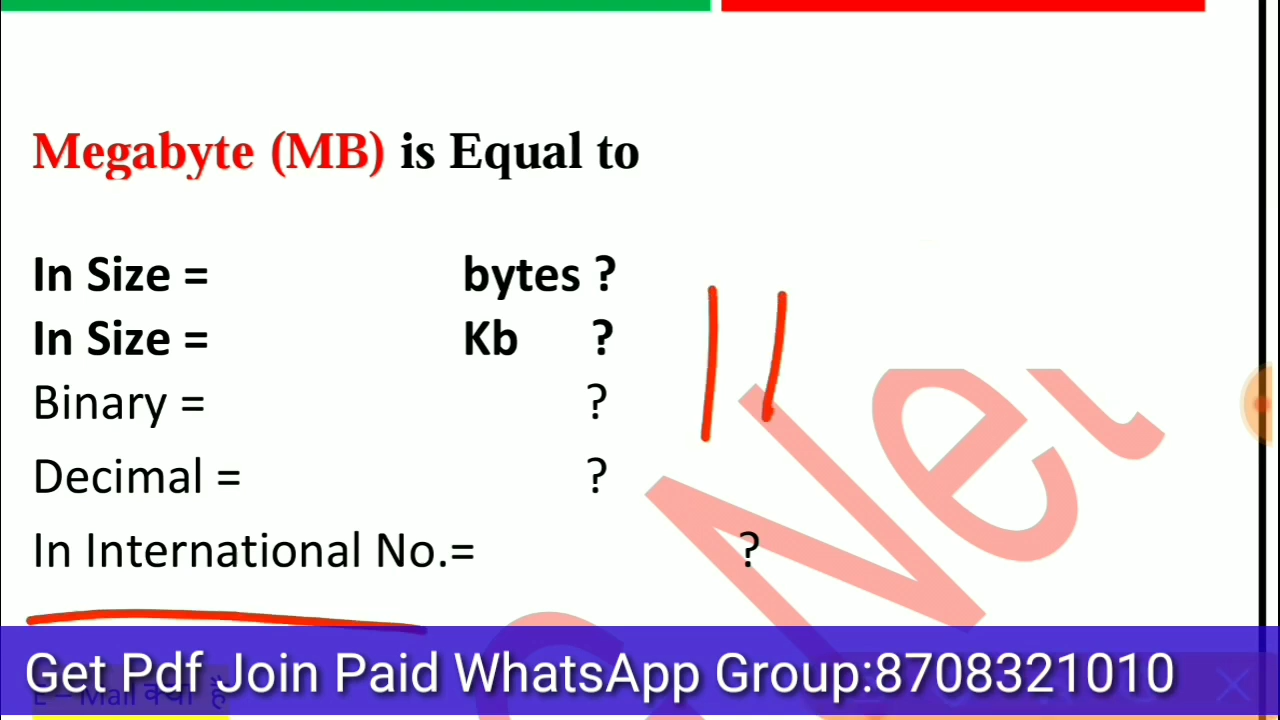 Megabyte (MB) is Equal to
In Size = bytes ?
In Size = Kb ?
Binary = ?
Decimal = ?
In International No.= ?
Get Pdf Join Paid WhatsApp Group:8708321010
E – Mail क्या है